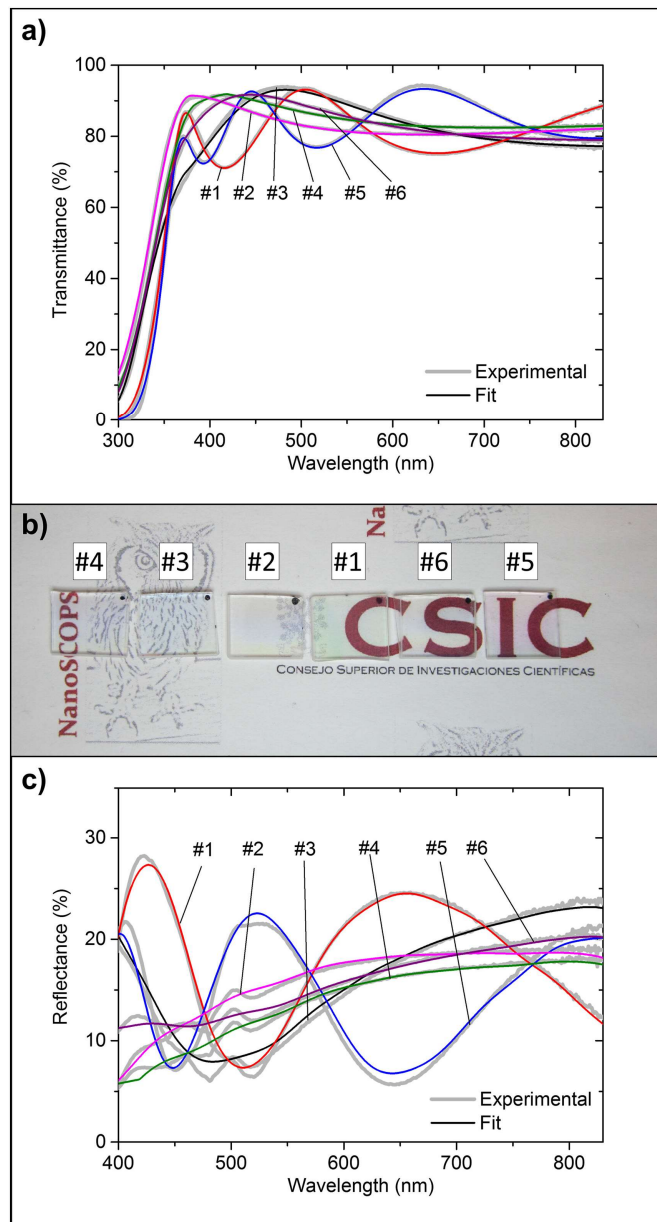 a)
100
80
60
40
20
0
Transmittance (%)
#1 #2 #3 #4 #5 #6
Experimental
Fit
300 400 500 600 700 800
Wavelength (nm)
b)
Na
#4 #3 #2 #1 #6 #5
NanoSCOPS
CSIC
CONSEJO SUPERIOR DE INVESTIGACIONES CIENTÍFICAS
c)
30
20
10
0
Reflectance (%)
#1 #2 #3 #4 #5 #6
Experimental
Fit
400 500 600 700 800
Wavelength (nm)